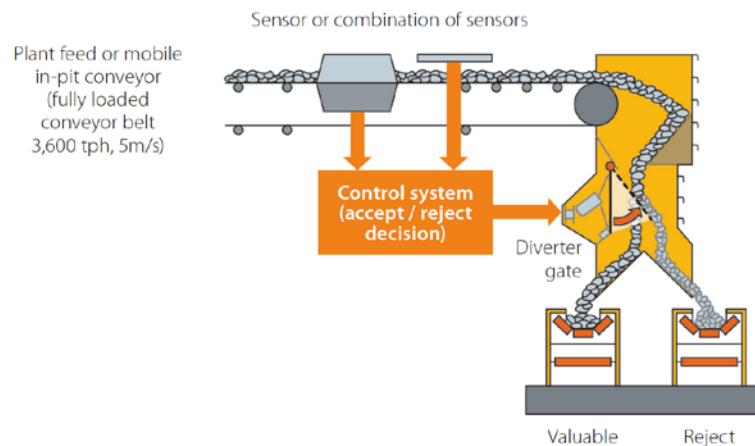 Sensor or combination of sensors
Plant feed or mobile
in-pit conveyor
(fully loaded
conveyor belt
3,600 tph, 5m/s)
Control system
(accept / reject
decision)
Diverter
gate
Valuable
Reject